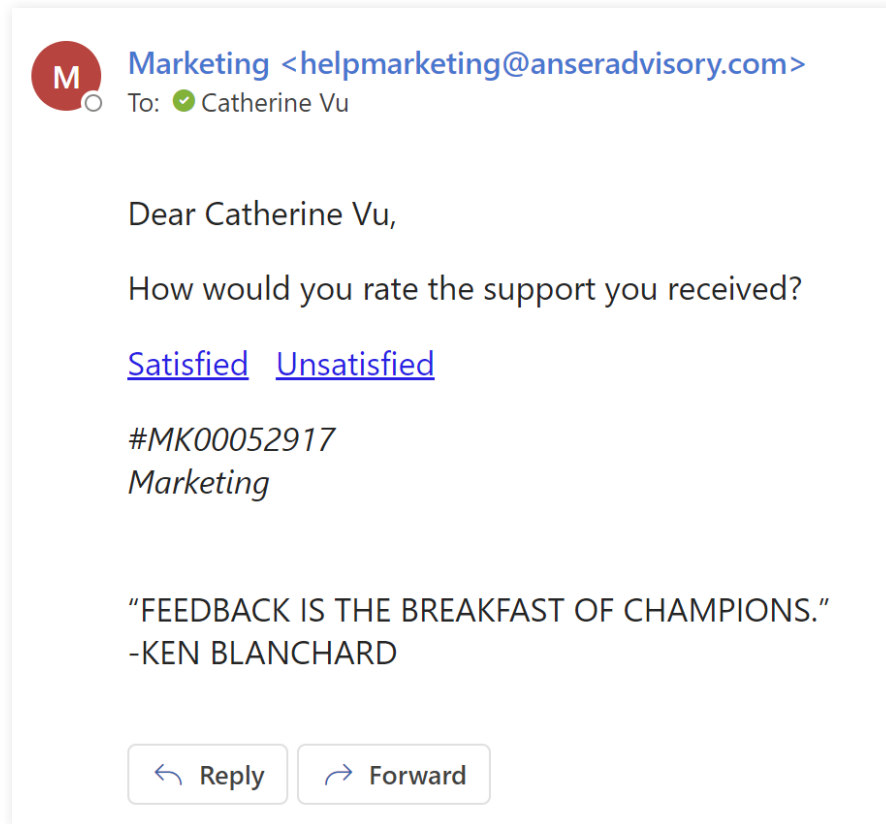 M
Marketing <helpmarketing@anseradvisory.com>
To: Catherine Vu
Dear Catherine Vu,
How would you rate the support you received?
Satisfied Unsatisfied
#MK00052917
Marketing
“FEEDBACK IS THE BREAKFAST OF CHAMPIONS.”
-KEN BLANCHARD
Reply Forward